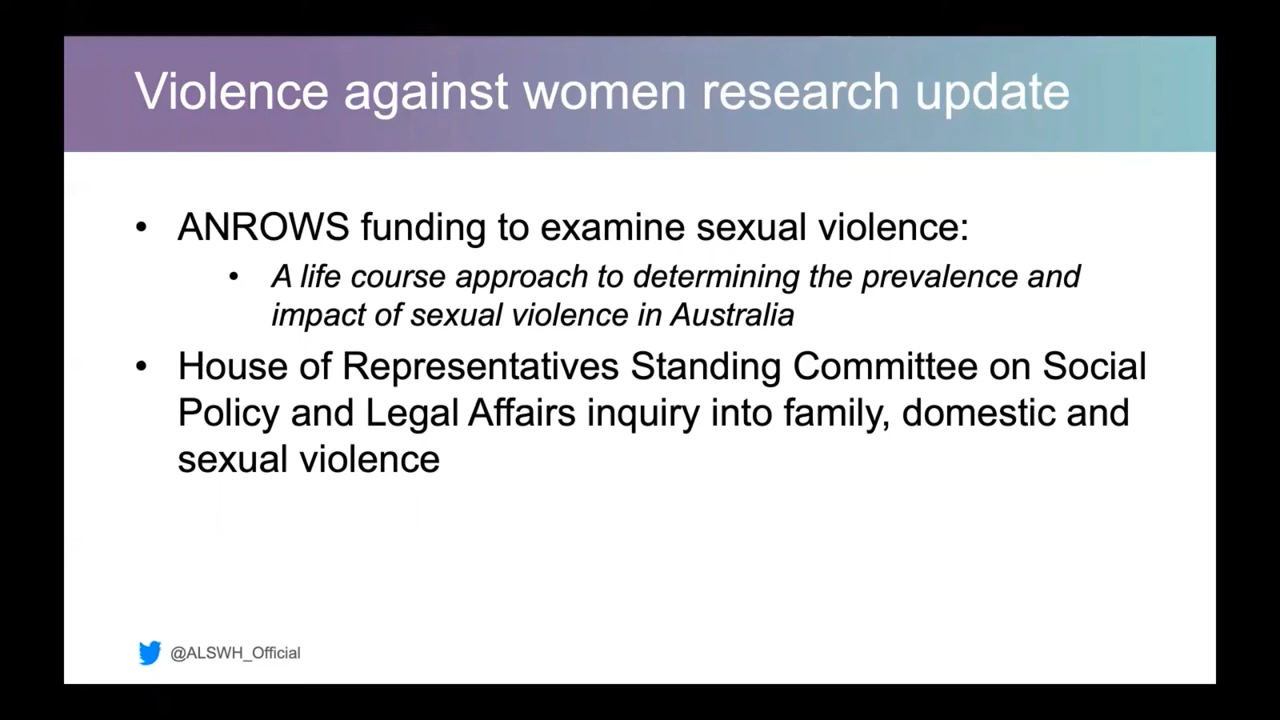 Violence against women research update
• ANROWS funding to examine sexual violence:
• A life course approach to determining the prevalence and
impact of sexual violence in Australia
• House of Representatives Standing Committee on Social
Policy and Legal Affairs inquiry into family, domestic and
sexual violence
@ALSWH_Official